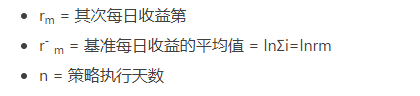 • rm = 其次每日收益第
• r- m = 基准每日收益的平均值 = lnΣi=lnrm
• n = 策略执行天数